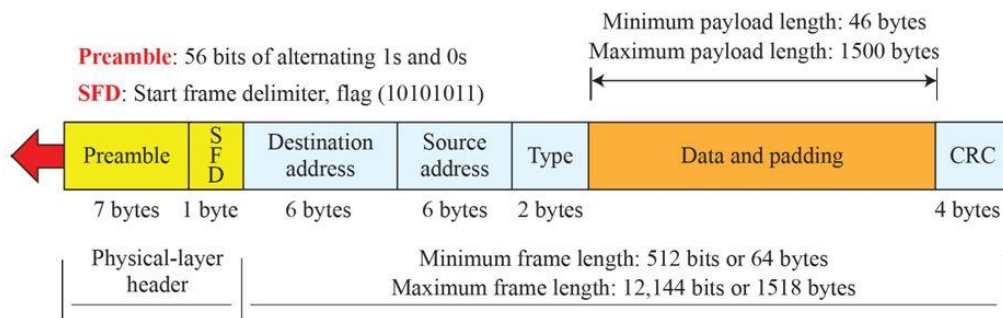 Minimum payload length: 46 bytes
Preamble: 56 bits of alternating 1s and 0s
Maximum payload length: 1500 bytes
SFD: Start frame delimiter, flag (10101011)
Preamble
S
F
D
Destination
address
Source
address
Type
Data and padding
CRC
7 bytes
1 byte
6 bytes
6 bytes
2 bytes
4 bytes
Physical-layer
header
Minimum frame length: 512 bits or 64 bytes
Maximum frame length: 12,144 bits or 1518 bytes